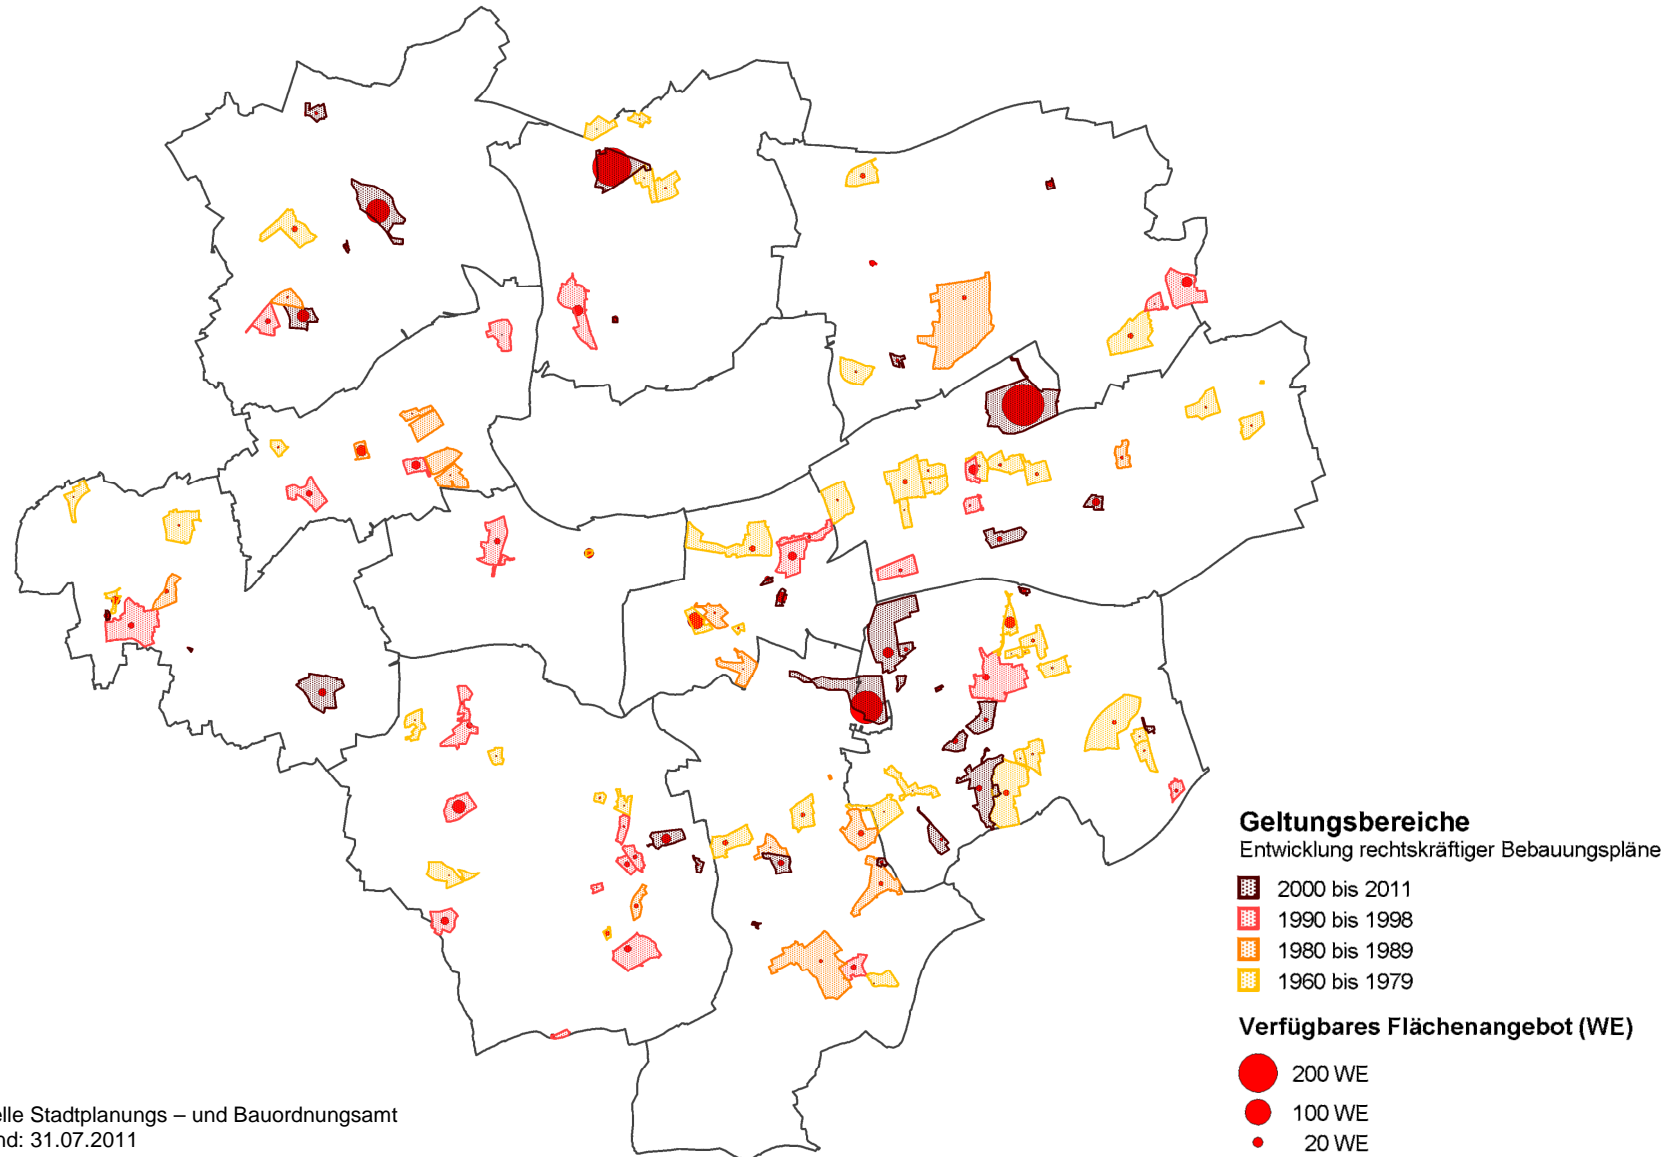 Geltungsbereiche
Entwicklung rechtskräftiger Bebauungspläne
2000 bis 2011
1990 bis 1998
1980 bis 1989
1960 bis 1979
Verfügbares Flächenangebot (WE)
200 WE
100 WE
20 WE
elle Stadtplanungs – und Bauordnungsamt
nd: 31.07.2011